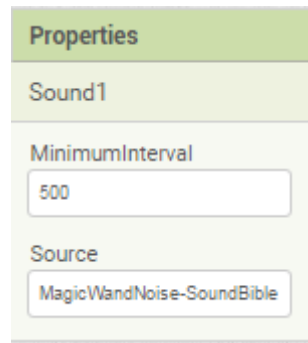 Properties
Sound1
MinimumInterval
500
Source
MagicWandNoise-SoundBible